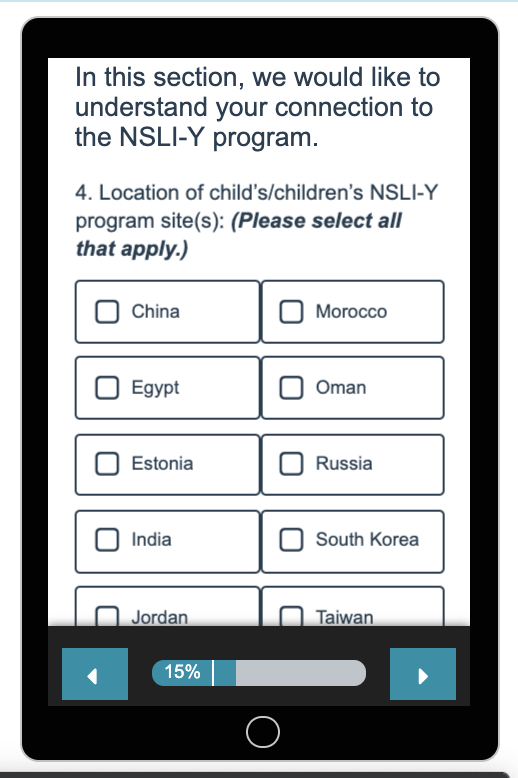 In this section, we would like to
understand your connection to
the NSLI-Y program.
4. Location of child's/children's NSLI-Y
program site(s): (Please select all
that apply.)
China
Morocco
Egypt
Oman
Estonia
Russia
India
South Korea
Jordan
Taiwan
15%